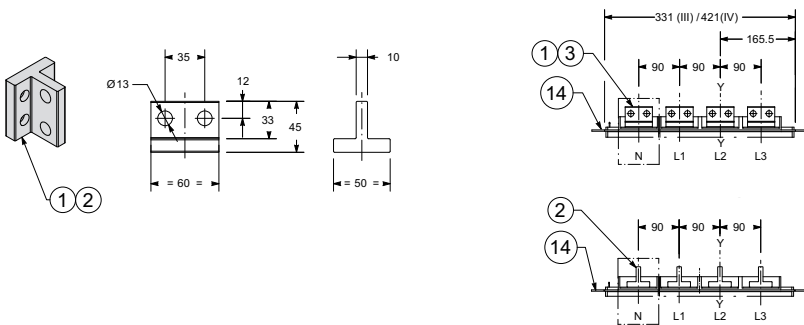 35
Ø13
12
33
45
= 60 =
1 2
10
= 50 =
331 (III) / 421(IV)
165.5
1 3
90 90 90
Y
14
N L1 L2 L3
Y
2
90 90 90
Y
14
Y
N L1 L2 L3